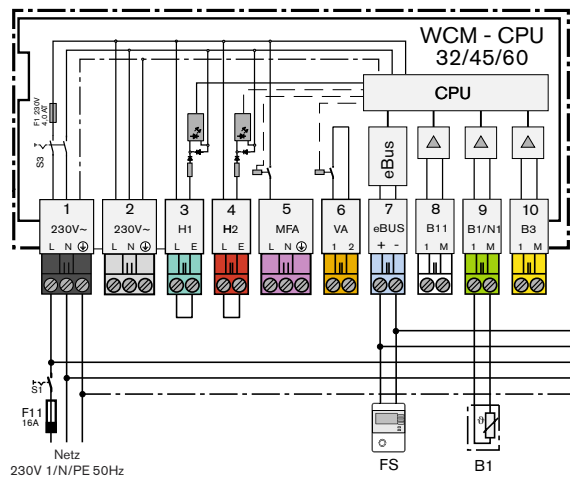 WCM - CPU
32/45/60
CPU
F1 230V
4,0 AT
S3
eBus
1 2 3 4 5 6 7 8 9 10
230V~ 230V~ H1 H2 MFA VA eBUS B11 B1/N1 B3
L N L N L E L E L N 1 2 + - 1 M 1 M 1 M
S1
F11
16A
ϑ
FS
B1
Netz
230V 1/N/PE 50Hz